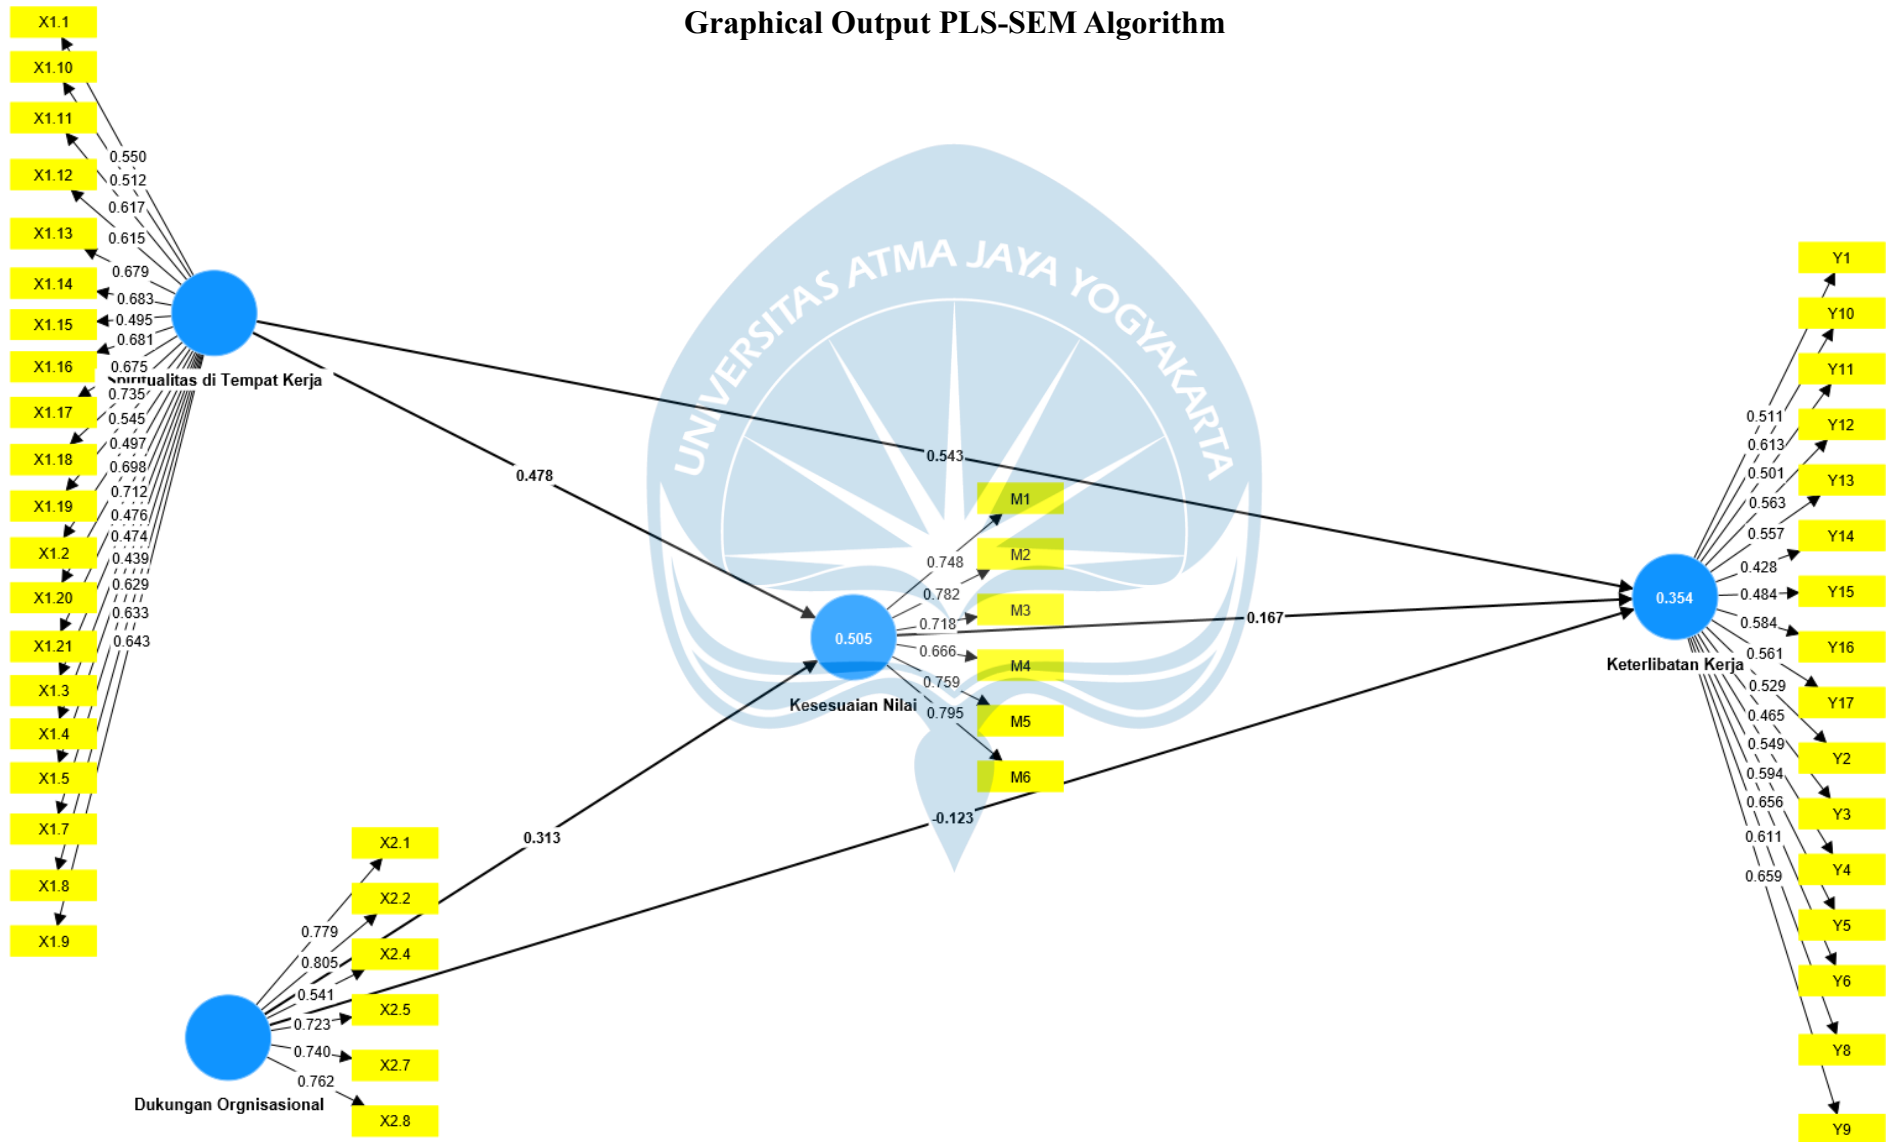 Graphical Output PLS-SEM Algorithm
X1.1
X1.10
X1.11
X1.12
X1.13
X1.14
X1.15
X1.16
X1.17
X1.18
X1.19
X1.2
X1.20
X1.21
X1.3
X1.4
X1.5
X1.7
X1.8
X1.9
0.550
0.512
0.617
0.615
0.679
0.683
0.495
0.681
0.675
0.735
0.545
0.497
0.698
0.712
0.476
0.474
0.439
0.629
0.633
0.643
Spiritualitas di Tempat Kerja
0.478
0.543
UNIVERSITAS ATMA JAYA YOGYAKARTA
M1
M2
M3
M4
M5
M6
0.748
0.782
0.718
0.666
0.759
0.795
0.505
Kesesuaian Nilai
0.167
0.313
-0.123
X2.1
X2.2
X2.4
X2.5
X2.7
X2.8
0.779
0.805
0.541
0.723
0.740
0.762
Dukungan Orgnisasional
0.354
Keterlibatan Kerja
0.511
0.613
0.501
0.563
0.557
0.428
0.484
0.584
0.561
0.529
0.465
0.549
0.594
0.656
0.611
0.659
Y1
Y10
Y11
Y12
Y13
Y14
Y15
Y16
Y17
Y2
Y3
Y4
Y5
Y6
Y8
Y9